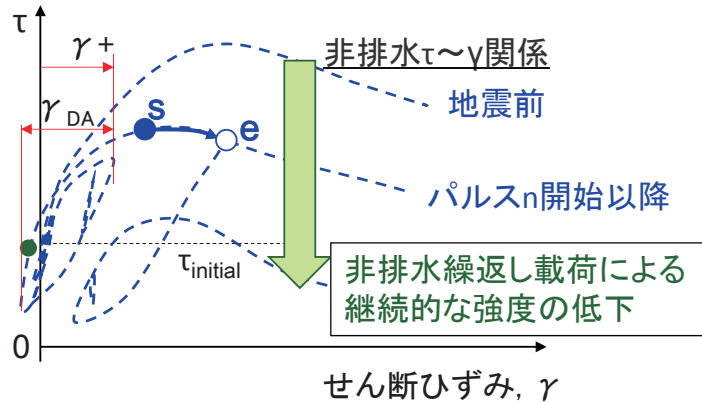 τ
γ+
非排水τ～γ関係
γDA
s
e
地震前
パルスn開始以降
τinitial
非排水繰返し載荷による
継続的な強度の低下
0
せん断ひずみ, γ